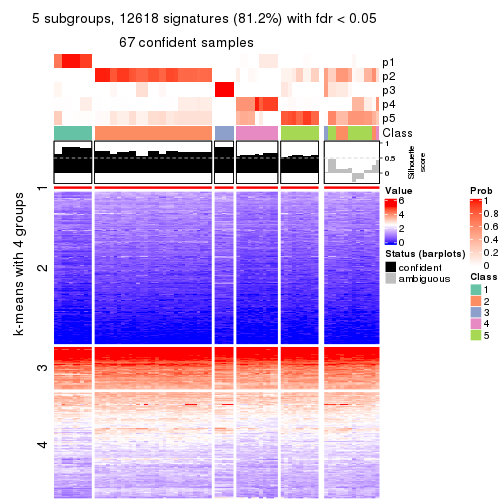 5 subgroups, 12618 signatures (81.2%) with fdr < 0.05
67 confident samples
p1
p2
p3
p4
p5
Class
1
0.5
0
Silhouette
score
k-means with 4 groups
1
2
3
4
Value
6
4
2
0
Status (barplots)
confident
ambiguous
Prob
1
0.8
0.6
0.4
0.2
0
Class
1
2
3
4
5